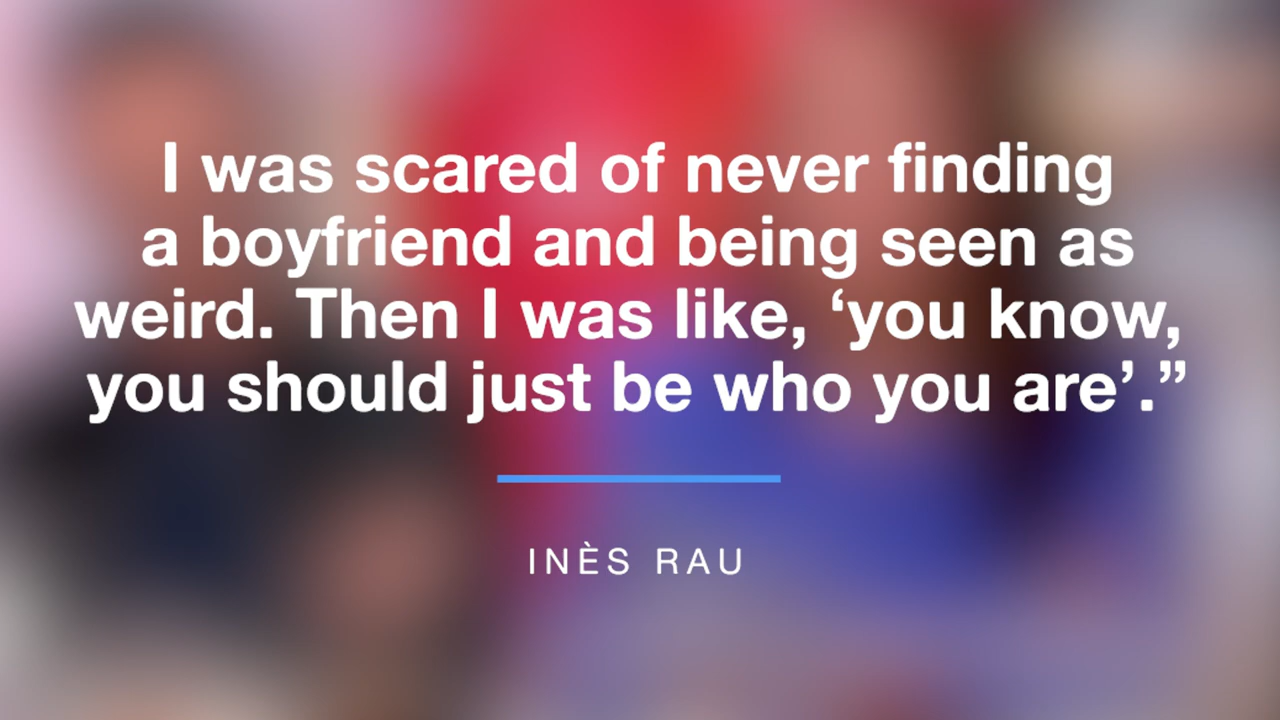 I was scared of never finding
a boyfriend and being seen as
weird. Then I was like, ‘you know,
you should just be who you are’.”
INÈS RAU